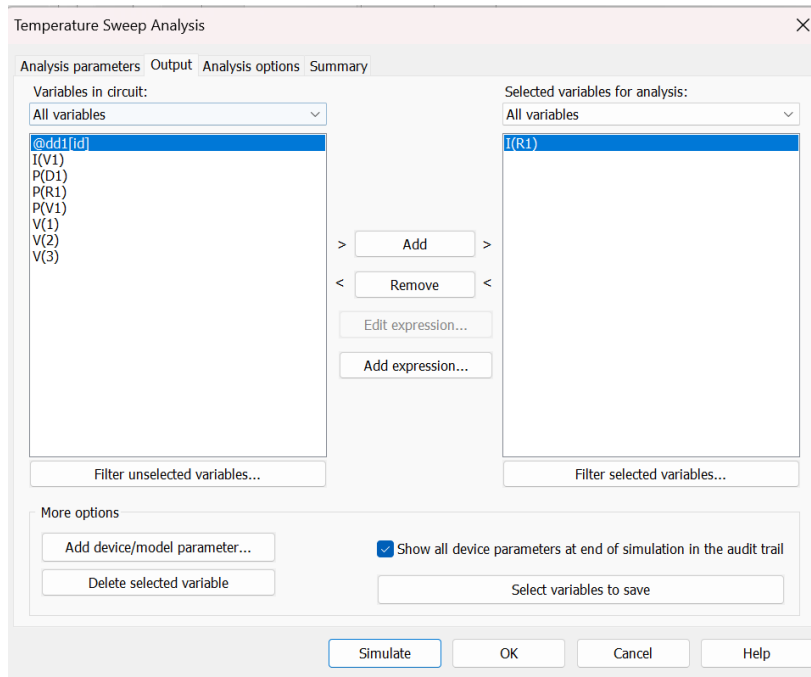 Temperature Sweep Analysis
Analysis parameters Output Analysis options Summary
Variables in circuit:
Selected variables for analysis:
All variables
All variables
@dd1[id]
I(V1)
P(D1)
P(R1)
P(V1)
V(1)
V(2)
V(3)
I(R1)
> Add >
< Remove <
Edit expression...
Add expression...
Filter unselected variables...
Filter selected variables...
More options
Add device/model parameter...
Delete selected variable
Show all device parameters at end of simulation in the audit trail
Select variables to save
Simulate OK Cancel Help